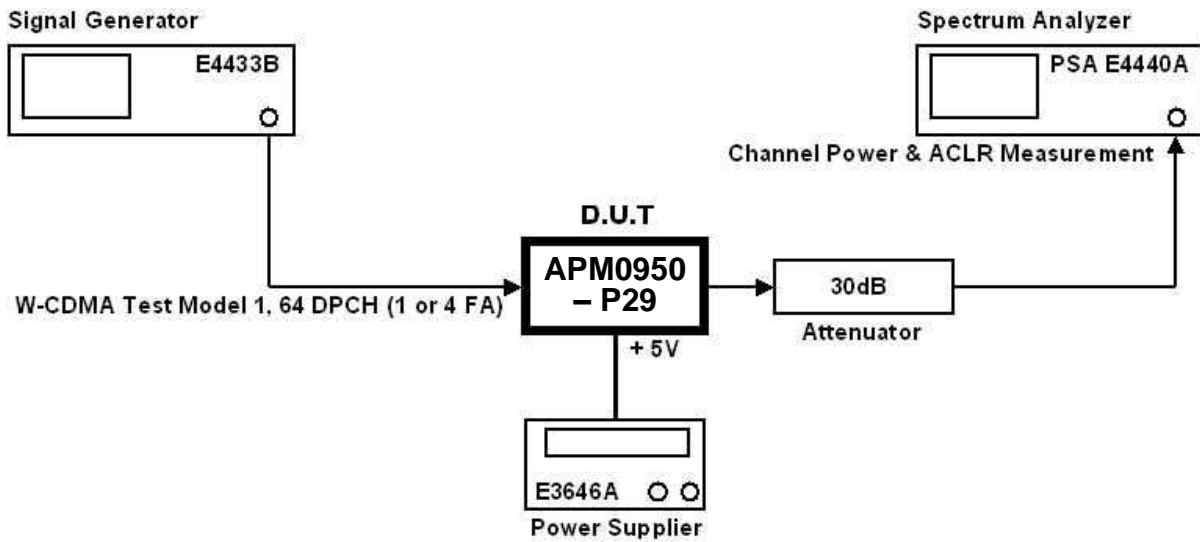 Signal Generator
E4433B
Spectrum Analyzer
PSA E4440A
Channel Power & ACLR Measurement
D.U.T
APM0950
– P29
W-CDMA Test Model 1, 64 DPCH (1 or 4 FA)
30dB
Attenuator
+ 5V
E3646A
Power Supplier